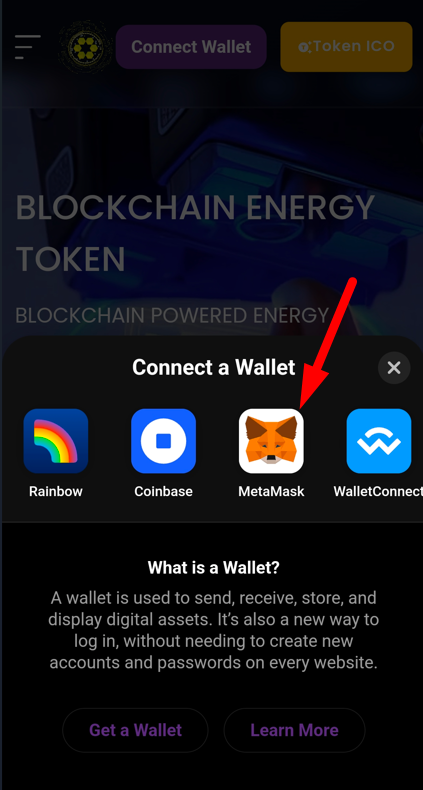 Connect Wallet
Token ICO
BLOCKCHAIN ENERGY
TOKEN
BLOCKCHAIN POWERED ENERGY
Connect a Wallet
Rainbow
Coinbase
MetaMask
WalletConnect
What is a Wallet?
A wallet is used to send, receive, store, and
display digital assets. It's also a new way to
log in, without needing to create new
accounts and passwords on every website.
Get a Wallet
Learn More